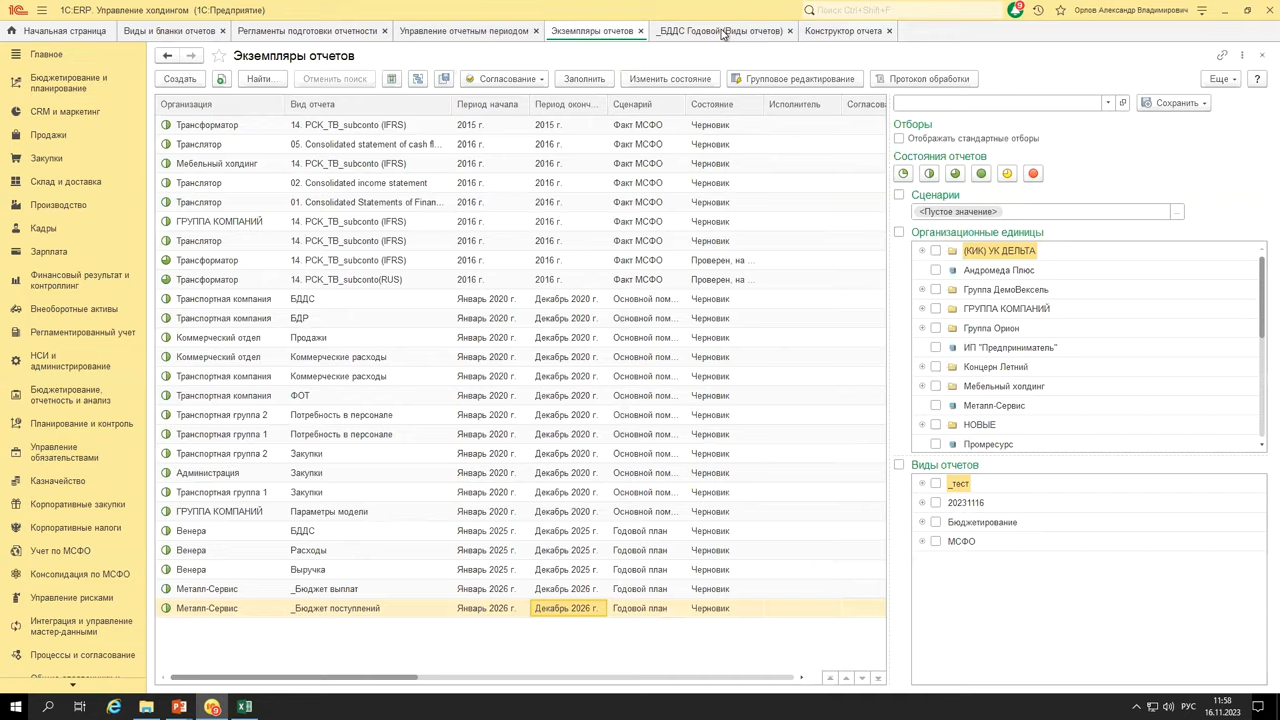 1С:ERP. Управление холдингом (1С:Предприятие)
Поиск Ctrl+Shift+F
Орлов Александр Владимирович
Начальная страница
Виды и бланки отчетов
Регламенты подготовки отчетности
Управление отчетным периодом
Экземпляры отчетов
_БДДС Годовой (Виды отчетов)
Конструктор отчета
Главное
Бюджетирование и
планирование
CRM и маркетинг
Продажи
Закупки
Склад и доставка
Производство
Кадры
Зарплата
Финансовый результат и
контроллинг
Внеоборотные активы
Регламентированный учет
НСИ и
администрирование
Бюджетирование,
отчетность и анализ
Планирование и контроль
Управление
обязательствами
Казначейство
Корпоративные закупки
Корпоративные налоги
Учет по МСФО
Консолидация по МСФО
Управление рисками
Интеграция и управление
мастер-данными
Процессы и согласование
Экземпляры отчетов
Создать
Найти...
Отменить поиск
Согласование
Заполнить
Изменить состояние
Групповое редактирование
Протокол обработки
Еще
?
Организация Вид отчета Период начала Период оконч... Сценарий Состояние Исполнитель Согласова
Трансформатор 14. РСК_ТВ_subconto (IFRS) 2015 г. 2015 г. Факт МСФО Черновик
Транслятор 05. Consolidated statement of cash fl... 2016 г. 2016 г. Факт МСФО Черновик
Мебельный холдинг 14. РСК_ТВ_subconto (IFRS) 2016 г. 2016 г. Факт МСФО Черновик
Транслятор 02. Consolidated income statement 2016 г. 2016 г. Факт МСФО Черновик
Транслятор 01. Consolidated Statements of Finan... 2016 г. 2016 г. Факт МСФО Черновик
ГРУППА КОМПАНИЙ 14. РСК_ТВ_subconto (IFRS) 2016 г. 2016 г. Факт МСФО Черновик
Транслятор 14. РСК_ТВ_subconto (IFRS) 2016 г. 2016 г. Факт МСФО Черновик
Трансформатор 14. РСК_ТВ_subconto (IFRS) 2016 г. 2016 г. Факт МСФО Проверен, на ...
Трансформатор 14. РСК_ТВ_subconto(RUS) 2016 г. 2016 г. Факт МСФО Проверен, на ...
Транспортная компания БДДС Январь 2020 г. Декабрь 2020 г. Основной пом... Черновик
Транспортная компания БДР Январь 2020 г. Декабрь 2020 г. Основной пом... Черновик
Коммерческий отдел Продажи Январь 2020 г. Декабрь 2020 г. Основной пом... Черновик
Коммерческий отдел Коммерческие расходы Январь 2020 г. Декабрь 2020 г. Основной пом... Черновик
Транспортная компания Коммерческие расходы Январь 2020 г. Декабрь 2020 г. Основной пом... Черновик
Транспортная компания ФОТ Январь 2020 г. Декабрь 2020 г. Основной пом... Черновик
Транспортная группа 2 Потребность в персонале Январь 2020 г. Декабрь 2020 г. Основной пом... Черновик
Транспортная группа 1 Потребность в персонале Январь 2020 г. Декабрь 2020 г. Основной пом... Черновик
Транспортная группа 2 Закупки Январь 2020 г. Декабрь 2020 г. Основной пом... Черновик
Администрация Закупки Январь 2020 г. Декабрь 2020 г. Основной пом... Черновик
Транспортная группа 1 Закупки Январь 2020 г. Декабрь 2020 г. Основной пом... Черновик
ГРУППА КОМПАНИЙ Параметры модели Январь 2020 г. Декабрь 2020 г. Основной пом... Черновик
Венера БДДС Январь 2025 г. Декабрь 2025 г. Годовой план Черновик
Венера Расходы Январь 2025 г. Декабрь 2025 г. Годовой план Черновик
Венера Выручка Январь 2025 г. Декабрь 2025 г. Годовой план Черновик
Металл-Сервис _Бюджет выплат Январь 2026 г. Декабрь 2026 г. Годовой план Черновик
Металл-Сервис _Бюджет поступлений Январь 2026 г. Декабрь 2026 г. Годовой план Черновик
Сохранить
Отборы
Отображать стандартные отборы
Состояния отчетов
Сценарии
<Пустое значение>
...
Организационные единицы
(КИК) УК ДЕЛЬТА
Андромеда Плюс
Группа ДемоВексель
ГРУППА КОМПАНИЙ
Группа Орион
ИП "Предприниматель"
Концерн Летний
Мебельный холдинг
Металл-Сервис
НОВЫЕ
Промресурс
Виды отчетов
_тест
20231116
Бюджетирование
МСФО
РУС
11:58
16.11.2023